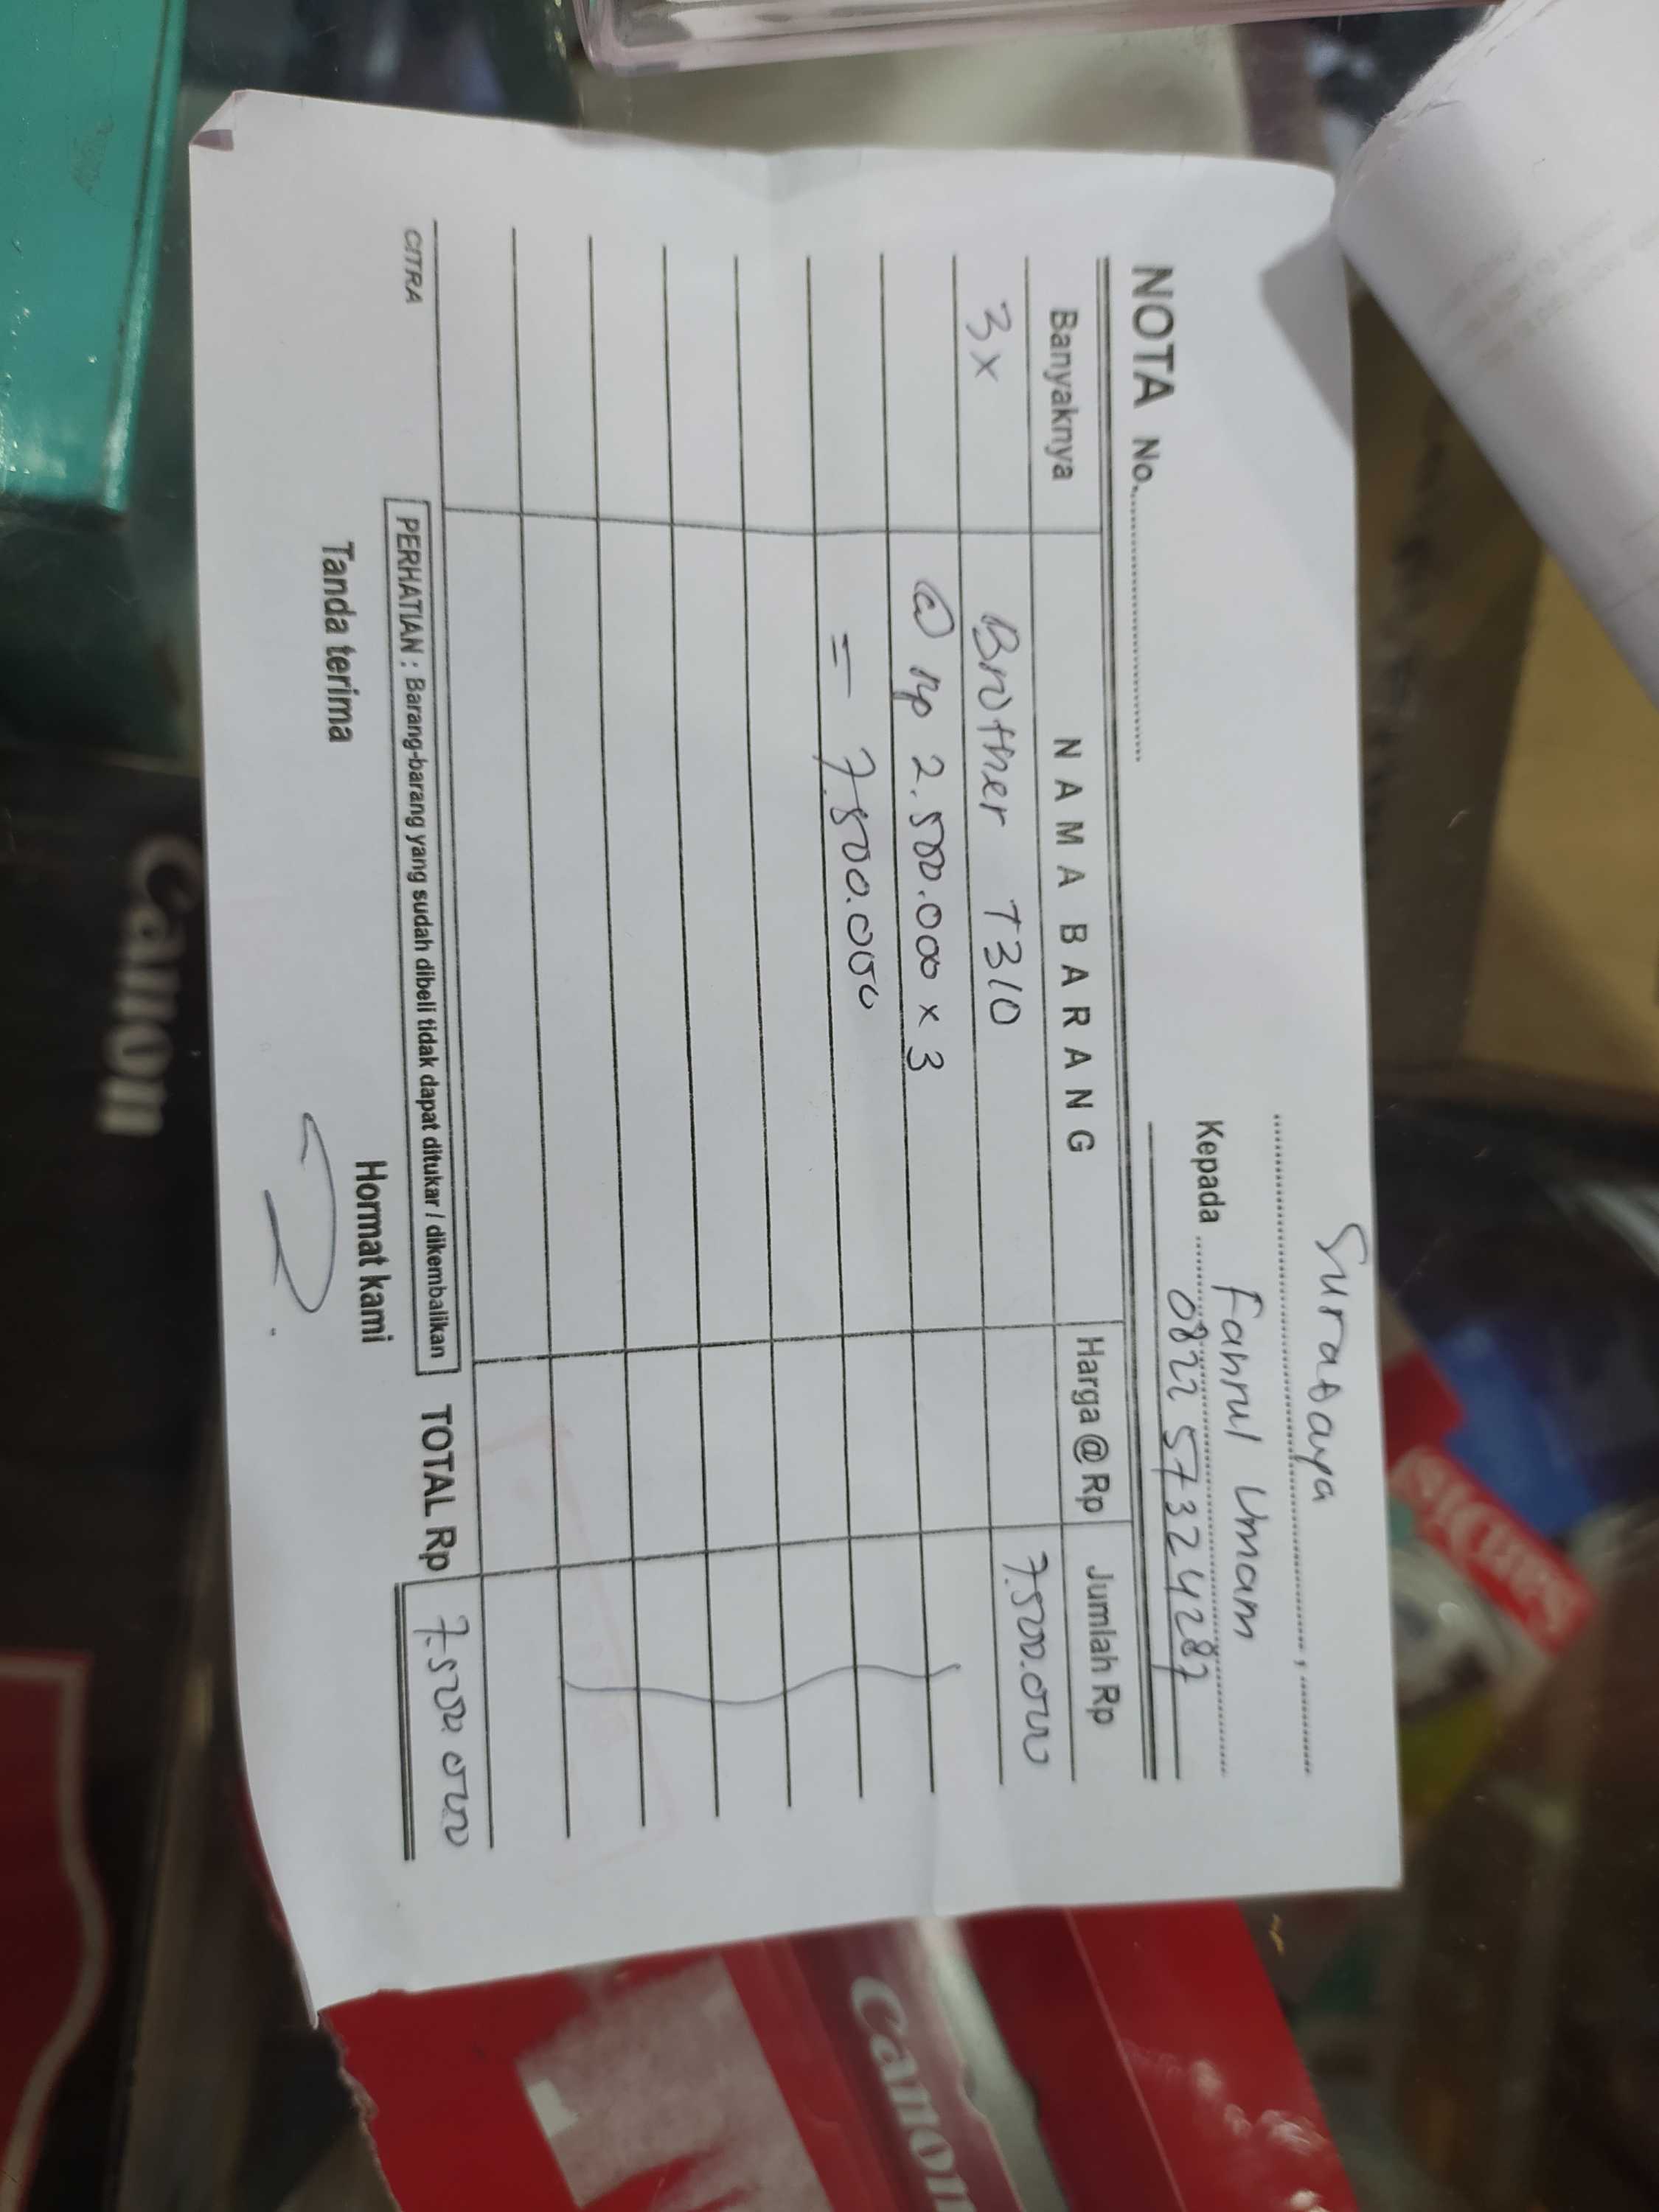 Surabaya
NOTA No.
Kepada Fahrul Umam
0822 57324287
Banyaknya NAMA BARANG Harga @ Rp Jumlah Rp
3x Brother T310 7.500.000
@ Rp 2.500.000 x 3
= 7.500.000
CITRA
PERHATIAN : Barang-barang yang sudah dibeli tidak dapat ditukar / dikembalikan TOTAL Rp 7.500.000
Tanda terima Hormat kami
Canon
Canon
SanDis